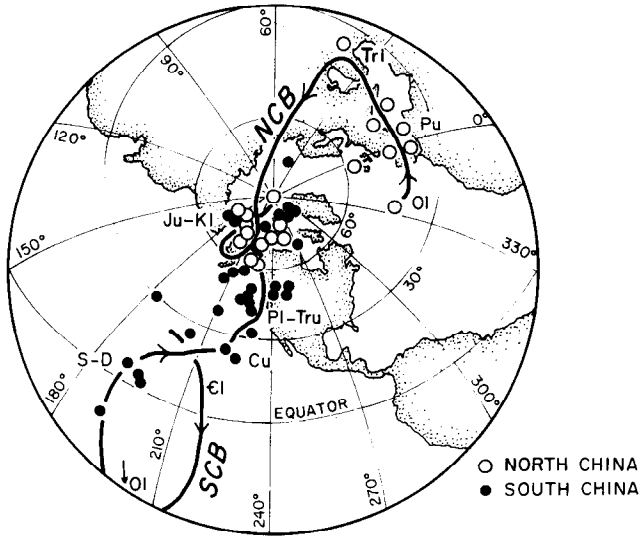 60°
90°
Tri
NCB
120°
Pu
0°
Ju-Kl
Ol
60°
150°
330°
30°
Pl-Tru
S-D
Cu
180°
Єl
EQUATOR
300°
210°
SCB
NORTH CHINA
Ol
SOUTH CHINA
270°
240°